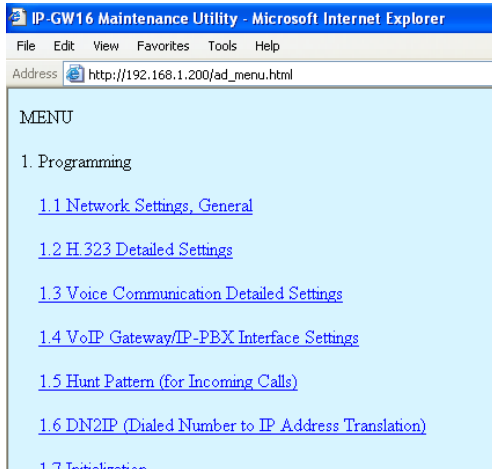 IP-GW16 Maintenance Utility - Microsoft Internet Explorer
File Edit View Favorites Tools Help
Address http://192.168.1.200/ad_menu.html
MENU
1. Programming
1.1 Network Settings, General
1.2 H.323 Detailed Settings
1.3 Voice Communication Detailed Settings
1.4 VoIP Gateway/IP-PBX Interface Settings
1.5 Hunt Pattern (for Incoming Calls)
1.6 DN2IP (Dialed Number to IP Address Translation)
1.7 Initialization